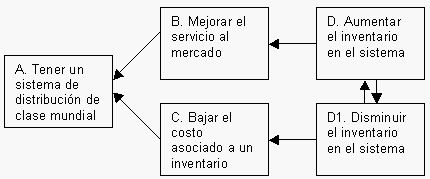 A. Tener un
sistema de
distribución de
clase mundial
B. Mejorar el
servicio al
mercado
D. Aumentar
el inventario
en el sistema
C. Bajar el
costo
asociado a un
inventario
D1. Disminuir
el inventario
en el sistema